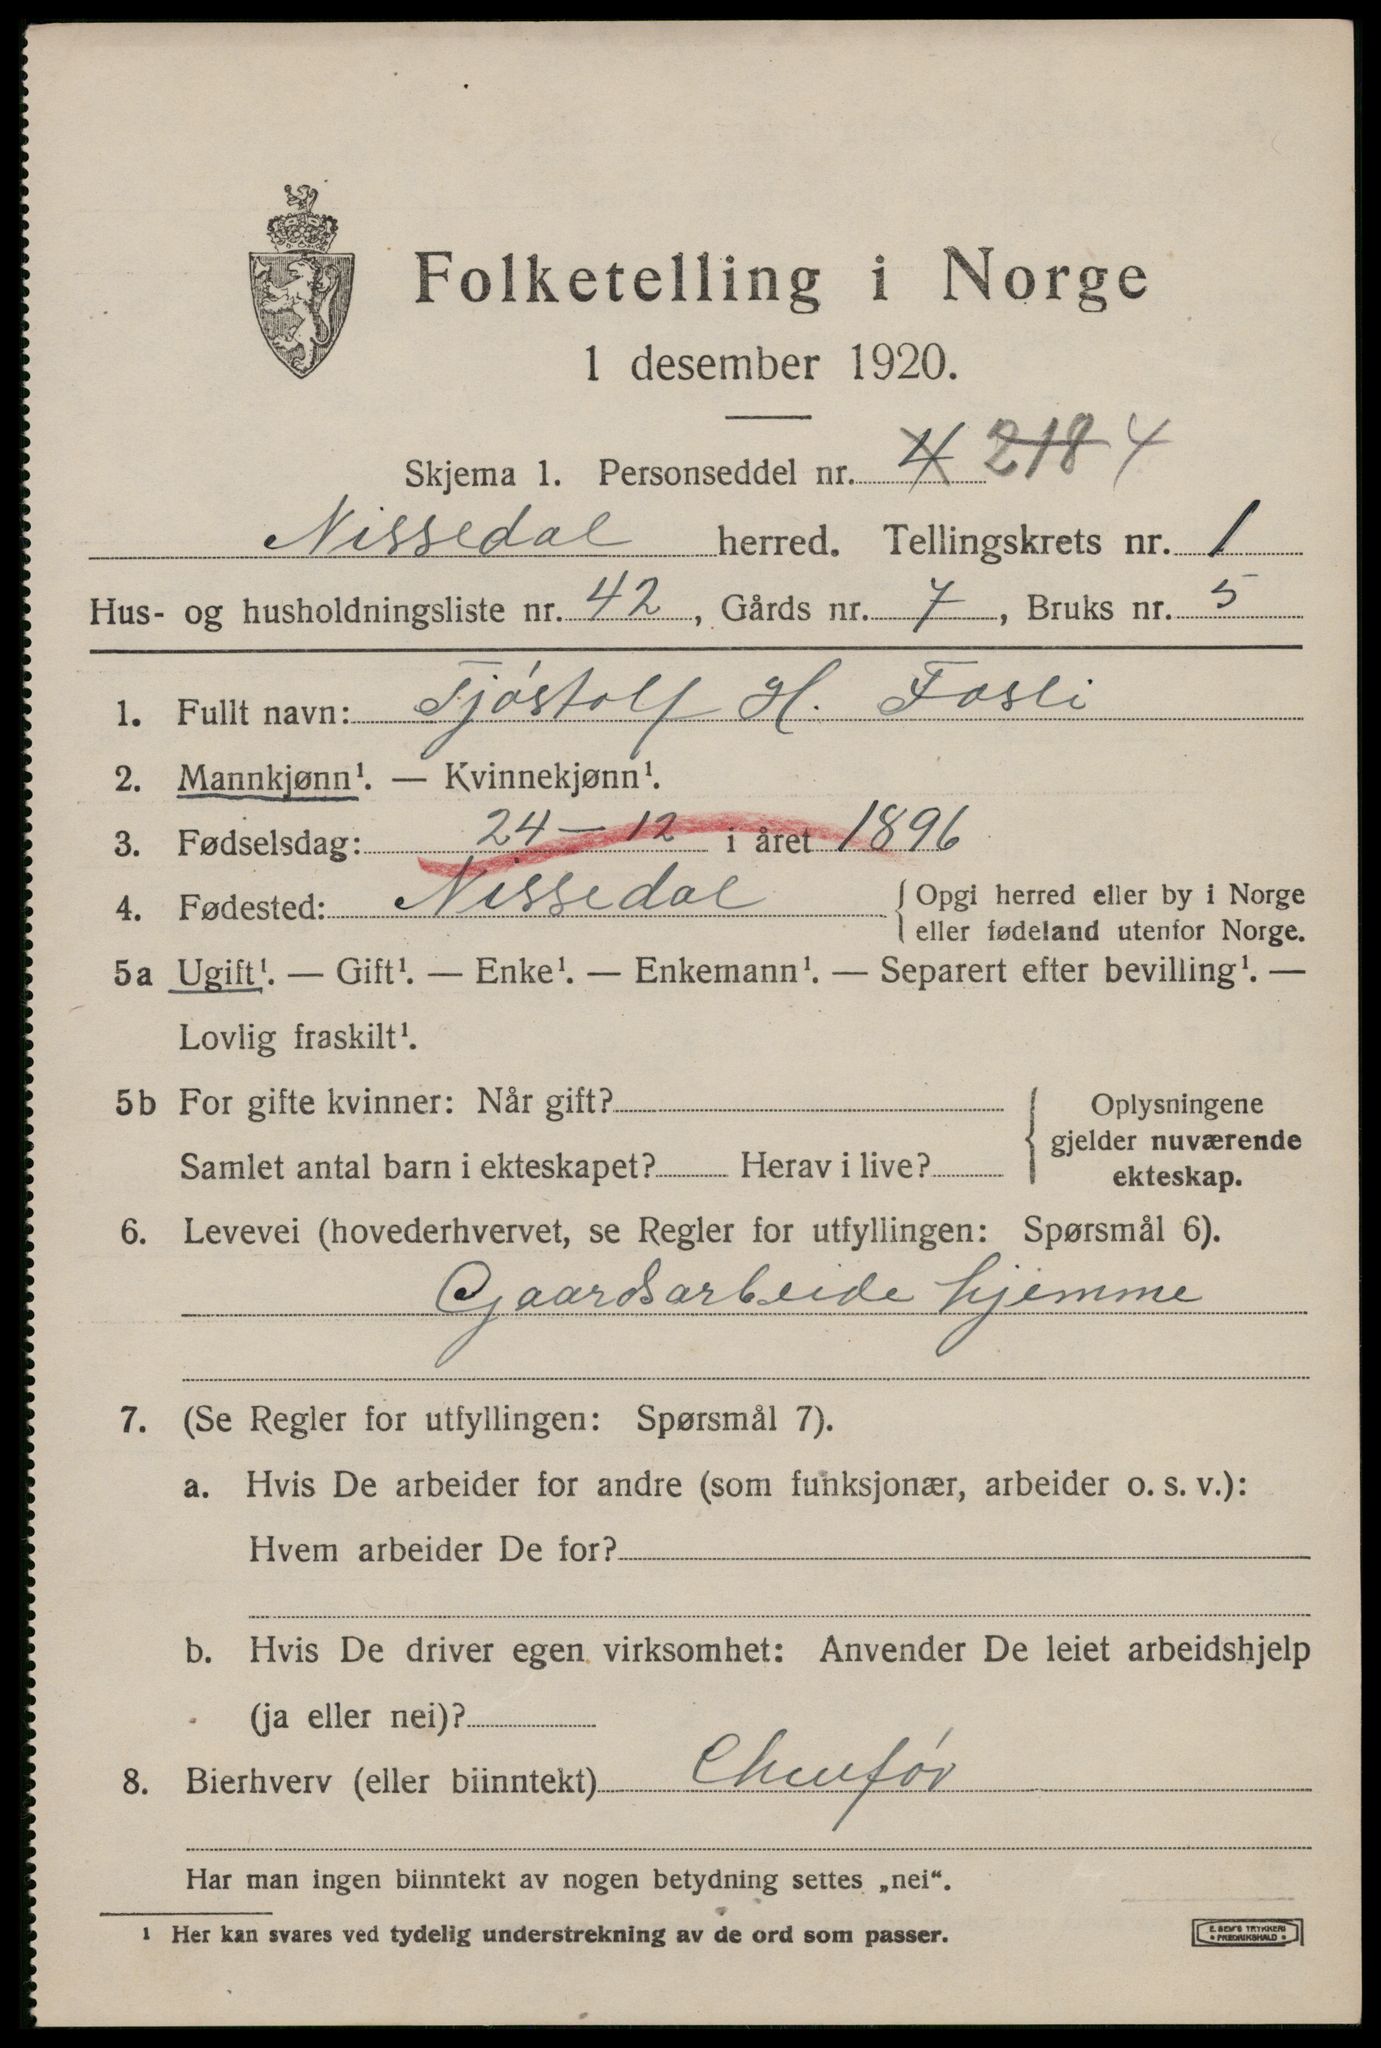 Folketelling i Norge
1 desember 1920.
Skjema 1. Personseddel nr. 4 218 4
Nissedal herred. Tellingskrets nr. 1
Hus- og husholdningsliste nr. 42, Gårds nr. 7, Bruks nr. 5
1. Fullt navn: Tjóstolf H. Fosli
2. Mannkjønn¹. — Kvinnekjønn¹.
3. Fødselsdag: 24 – 12 i året 1896
4. Fødested: Nissedal { Opgi herred eller by i Norge
eller fødeland utenfor Norge.
5a Ugift¹. — Gift¹. — Enke¹. — Enkemann¹. — Separert efter bevilling¹. —
Lovlig fraskilt¹.
5b For gifte kvinner: Når gift? { Oplysningene
gjelder nuværende
Samlet antal barn i ekteskapet? Herav i live? ekteskap.
6. Levevei (hovederhvervet, se Regler for utfyllingen: Spørsmål 6).
Gaardsarbeide hjemme
7. (Se Regler for utfyllingen: Spørsmål 7).
a. Hvis De arbeider for andre (som funksjonær, arbeider o. s. v.):
Hvem arbeider De for?
b. Hvis De driver egen virksomhet: Anvender De leiet arbeidshjelp
(ja eller nei)?
8. Bierhverv (eller biinntekt) Chuuför
Har man ingen biinntekt av nogen betydning settes „nei“.
¹ Her kan svares ved tydelig understrekning av de ord som passer.
E. SEM'S TRYKKERI
• FREDRIKSHALD •